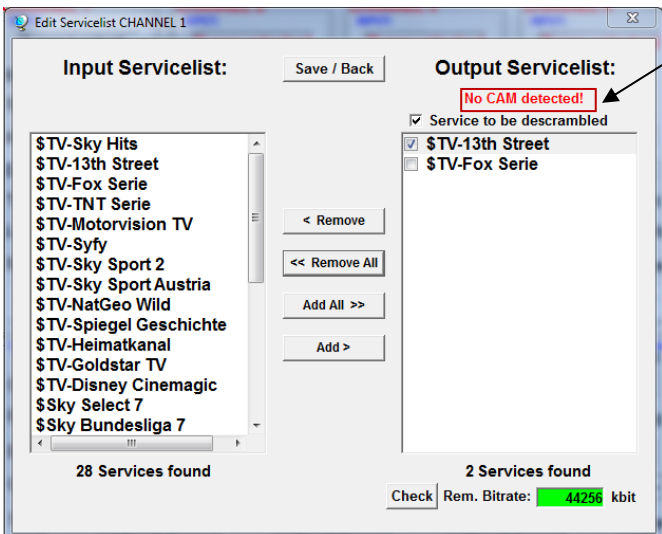 Edit Servicelist CHANNEL 1
Input Servicelist:
Save / Back
Output Servicelist:
No CAM detected!
Service to be descrambled
$TV-Sky Hits
$TV-13th Street
$TV-Fox Serie
$TV-TNT Serie
$TV-Motorvision TV
$TV-Syfy
$TV-Sky Sport 2
$TV-Sky Sport Austria
$TV-NatGeo Wild
$TV-Spiegel Geschichte
$TV-Heimatkanal
$TV-Goldstar TV
$TV-Disney Cinemagic
$Sky Select 7
$Sky Bundesliga 7
28 Services found
< Remove
<< Remove All
Add All >>
Add >
$TV-13th Street
$TV-Fox Serie
2 Services found
Check Rem. Bitrate: 44256 kbit